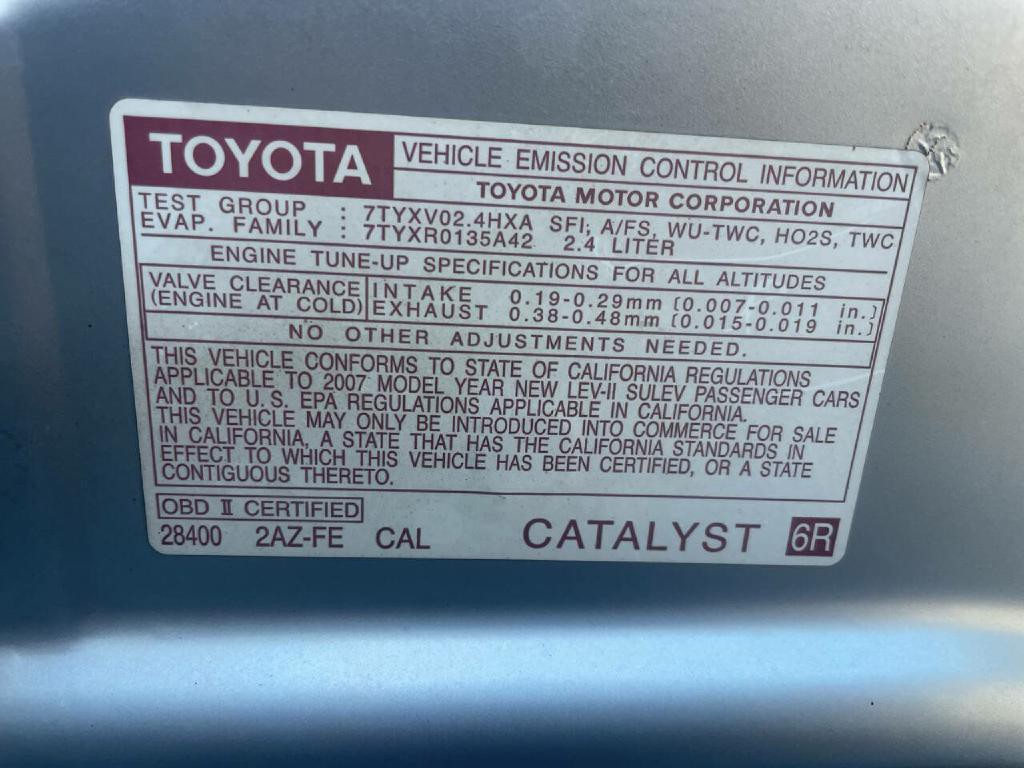 TOYOTA VEHICLE EMISSION CONTROL INFORMATION
TOYOTA MOTOR CORPORATION
TEST GROUP : 7TYXV02.4HXA SFI, A/FS, WU-TWC, HO2S, TWC
EVAP. FAMILY : 7TYXR0135A42 2.4 LITER
ENGINE TUNE-UP SPECIFICATIONS FOR ALL ALTITUDES
VALVE CLEARANCE INTAKE 0.19-0.29mm (0.007-0.011 in.)
(ENGINE AT COLD) EXHAUST 0.38-0.48mm (0.015-0.019 in.)
NO OTHER ADJUSTMENTS NEEDED.
THIS VEHICLE CONFORMS TO STATE OF CALIFORNIA REGULATIONS
APPLICABLE TO 2007 MODEL YEAR NEW LEV-II SULEV PASSENGER CARS
AND TO U.S. EPA REGULATIONS APPLICABLE IN CALIFORNIA.
THIS VEHICLE MAY ONLY BE INTRODUCED INTO COMMERCE FOR SALE
IN CALIFORNIA, A STATE THAT HAS THE CALIFORNIA STANDARDS IN
EFFECT TO WHICH THIS VEHICLE HAS BEEN CERTIFIED, OR A STATE
CONTIGUOUS THERETO.
OBD II CERTIFIED
28400 2AZ-FE CAL CATALYST 6R